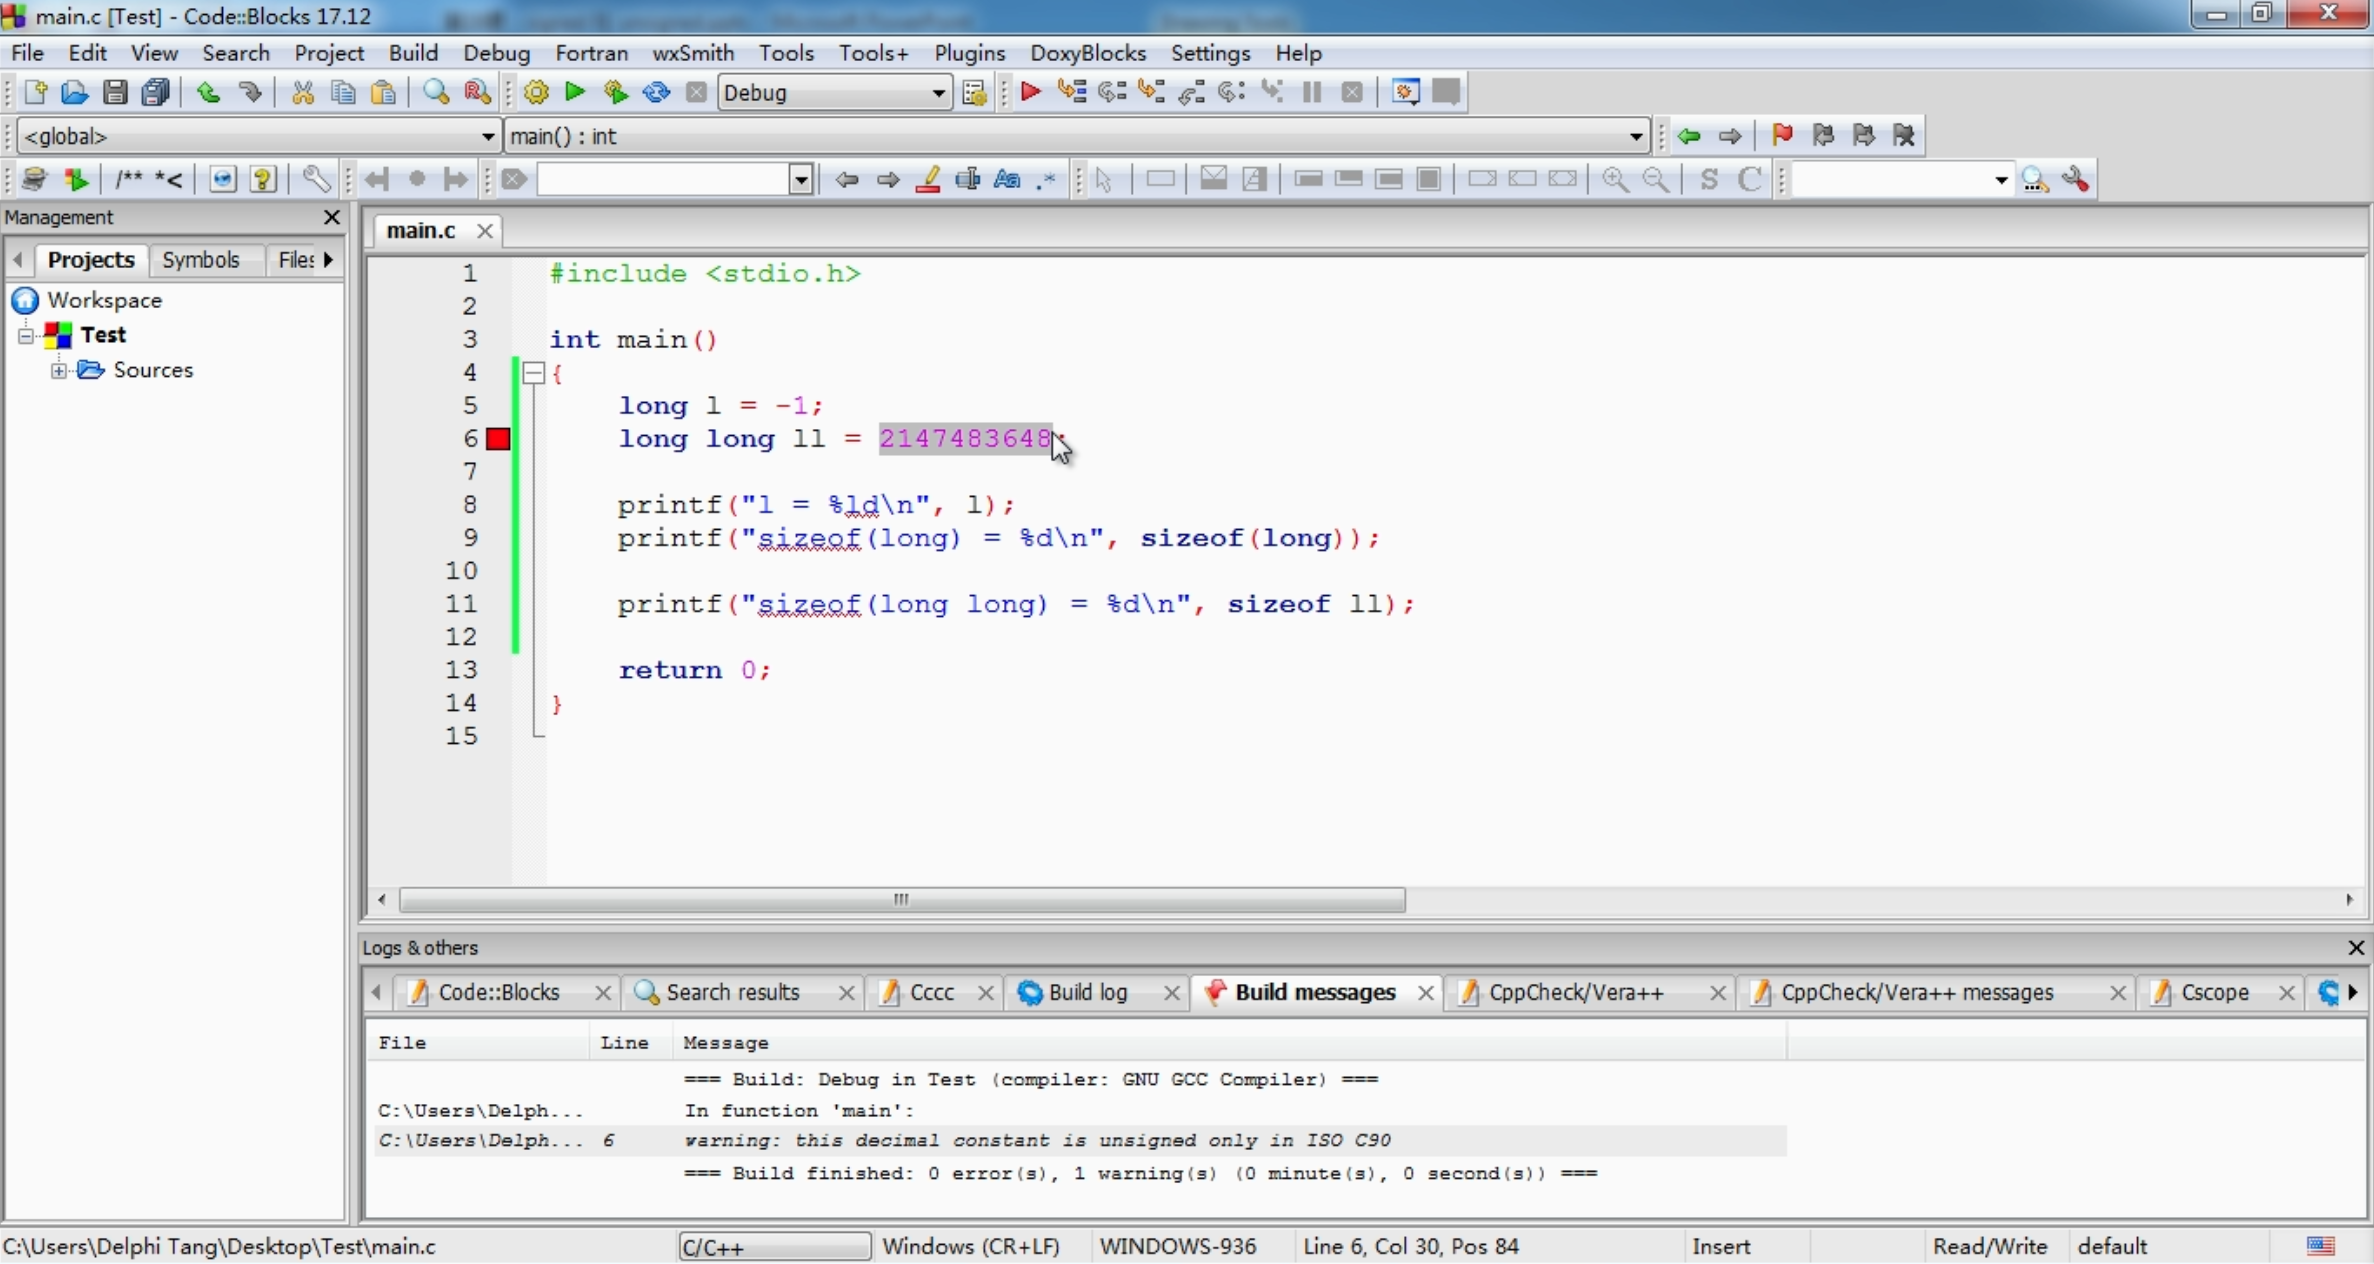 main.c [Test] - Code::Blocks 17.12
File Edit View Search Project Build Debug Fortran wxSmith Tools Tools+ Plugins DoxyBlocks Settings Help
Debug
<global> main() : int
/** *< Aa .* S C
Management
Projects Symbols Files
main.c
Workspace
Test
Sources
1 #include <stdio.h>
2
3 int main()
4 {
5 long l = -1;
6 long long ll = 2147483648;
7
8 printf("l = %ld\n", l);
9 printf("sizeof(long) = %d\n", sizeof(long));
10
11 printf("sizeof(long long) = %d\n", sizeof ll);
12
13 return 0;
14 }
15
Logs & others
Code::Blocks Search results Cccc Build log Build messages CppCheck/Vera++ CppCheck/Vera++ messages Cscope
File Line Message
=== Build: Debug in Test (compiler: GNU GCC Compiler) ===
C:\Users\Delph... In function 'main':
C:\Users\Delph... 6 warning: this decimal constant is unsigned only in ISO C90
=== Build finished: 0 error(s), 1 warning(s) (0 minute(s), 0 second(s)) ===
C:\Users\Delphi Tang\Desktop\Test\main.c C/C++ Windows (CR+LF) WINDOWS-936 Line 6, Col 30, Pos 84 Insert Read/Write default